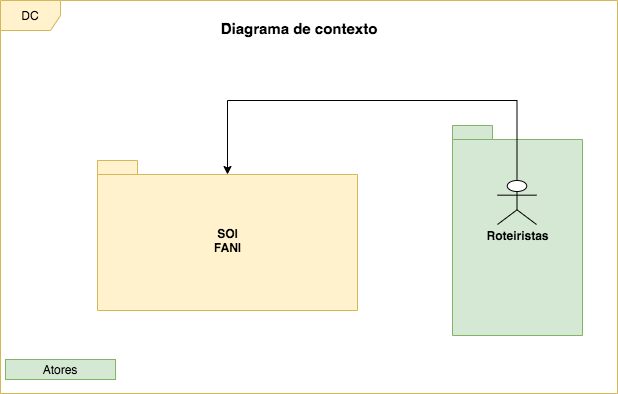 DC
Diagrama de contexto
SOI
FANI
Roteiristas
Atores